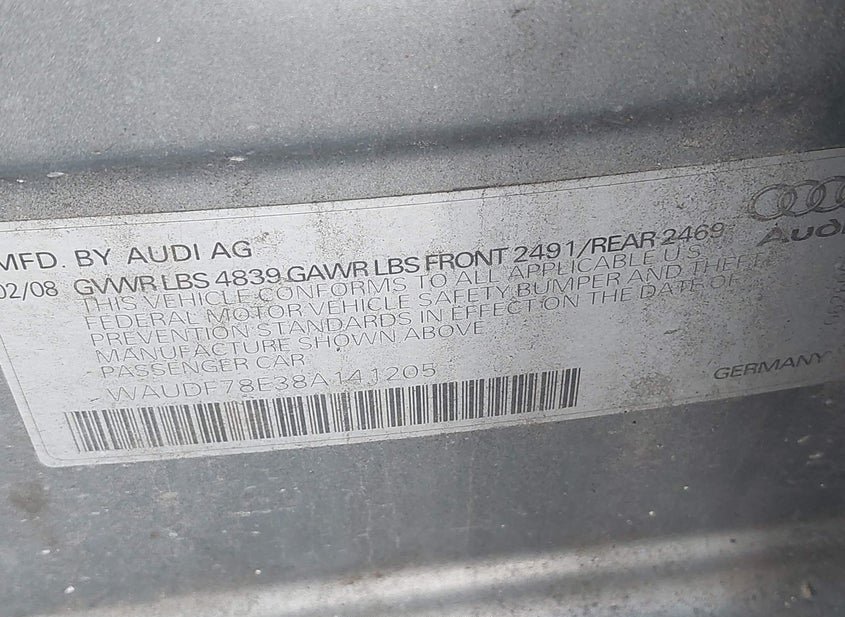 MFD. BY AUDI AG
02/08 GVWR LBS 4839 GAWR LBS FRONT 2491/REAR 2469
THIS VEHICLE CONFORMS TO ALL APPLICABLE U.S.
FEDERAL MOTOR VEHICLE SAFETY BUMPER AND THEFT
PREVENTION STANDARDS IN EFFECT ON THE DATE OF
MANUFACTURE SHOWN ABOVE
PASSENGER CAR
WAUDF78E38A141205
Audi
GERMANY